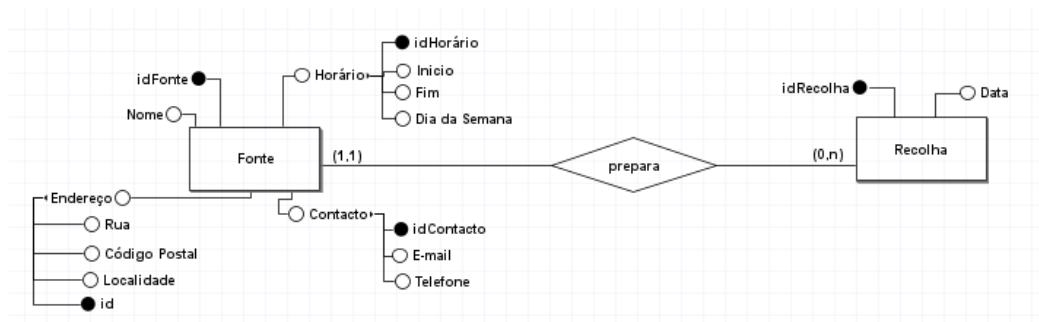 idHorário
idFonte
Horário
Inicio
Fim
Dia da Semana
Nome
Fonte
(1,1)
prepara
(0,n)
idRecolha
Data
Recolha
Endereço
Rua
Código Postal
Localidade
id
Contacto
idContacto
E-mail
Telefone